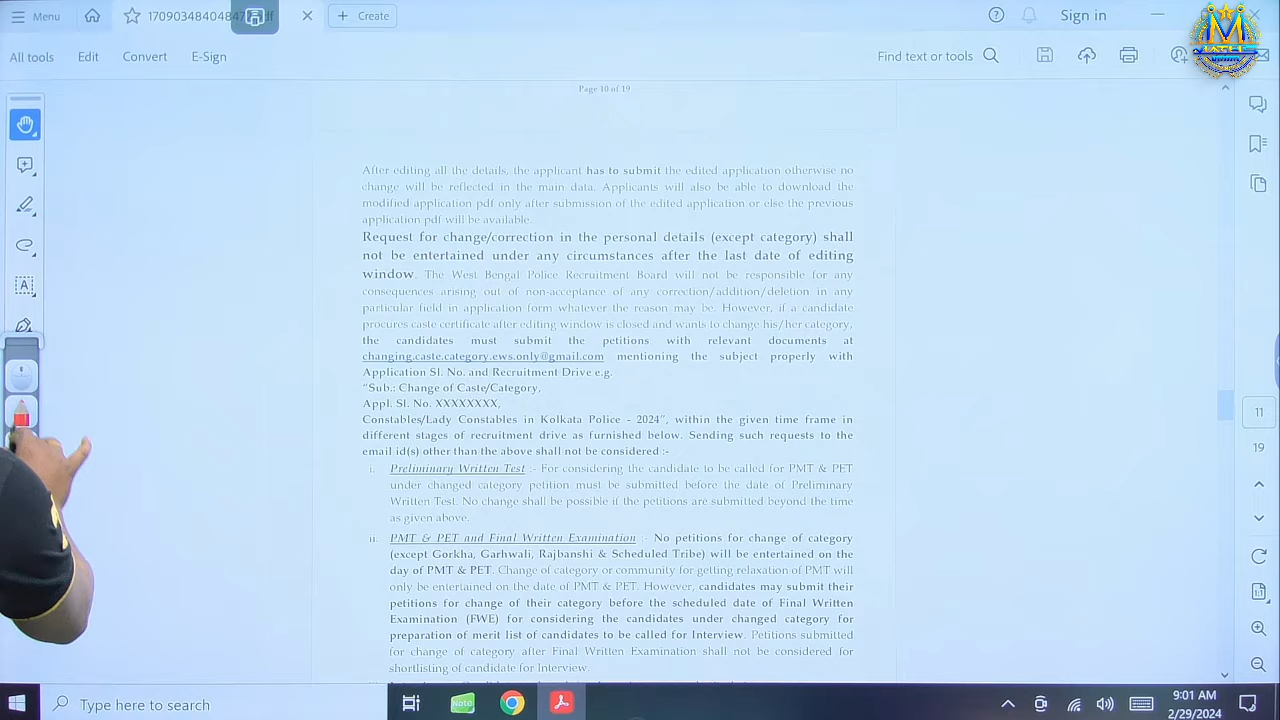 Menu
17090348404847
df
Create
Sign in
All tools
Edit
Convert
E-Sign
Find text or tools
Page 10 of 19
After editing all the details, the applicant has to submit the edited application otherwise no
change will be reflected in the main data. Applicants will also be able to download the
modified application pdf only after submission of the edited application or else the previous
application pdf will be available.
Request for change/correction in the personal details (except category) shall
not be entertained under any circumstances after the last date of editing
window. The West Bengal Police Recruitment Board will not be responsible for any
consequences arising out of non-acceptance of any correction/addition/deletion in any
particular field in application form whatever the reason may be. However, if a candidate
procures caste certificate after editing window is closed and wants to change his/her category,
the candidates must submit the petitions with relevant documents at
changing.caste.category.ews.only@gmail.com mentioning the subject properly with
Application Sl. No. and Recruitment Drive e.g.
"Sub.: Change of Caste/Category,
Appl. Sl. No. XXXXXXXX,
Constables/Lady Constables in Kolkata Police - 2024", within the given time frame in
different stages of recruitment drive as furnished below. Sending such requests to the
email id(s) other than the above shall not be considered :-
i. Preliminary Written Test :- For considering the candidate to be called for PMT & PET
under changed category petition must be submitted before the date of Preliminary
Written Test. No change shall be possible if the petitions are submitted beyond the time
as given above.
ii. PMT & PET and Final Written Examination :- No petitions for change of category
(except Gorkha, Garhwali, Rajbanshi & Scheduled Tribe) will be entertained on the
day of PMT & PET. Change of category or community for getting relaxation of PMT will
only be entertained on the date of PMT & PET. However, candidates may submit their
petitions for change of their category before the scheduled date of Final Written
Examination (FWE) for considering the candidates under changed category for
preparation of merit list of candidates to be called for Interview. Petitions submitted
for change of category after Final Written Examination shall not be considered for
shortlisting of candidate for Interview.
11
19
1:1
Type here to search
Note
9:01 AM
2/29/2024
M